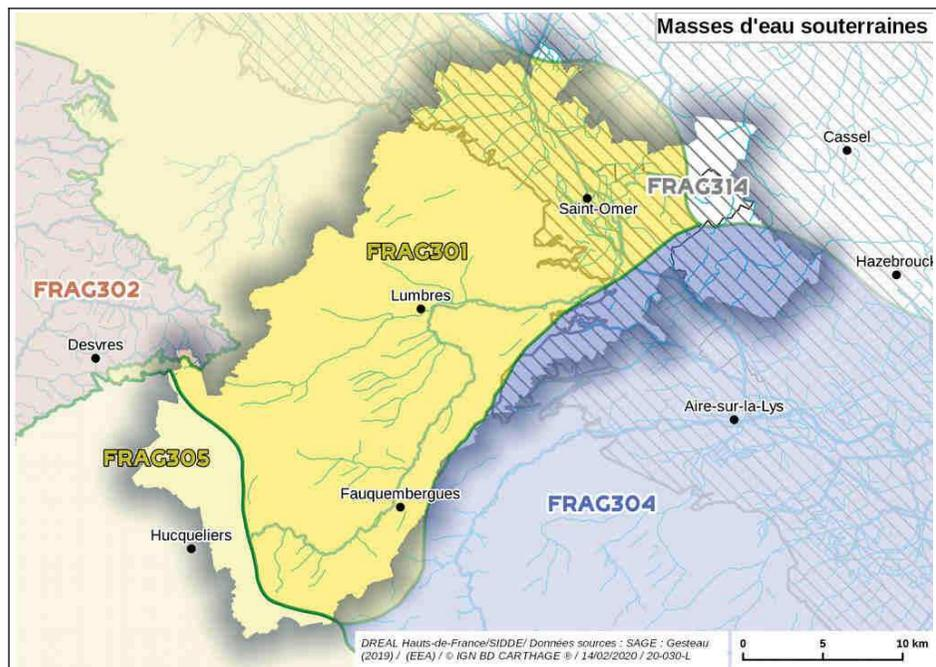 Masses d'eau souterraines
Cassel
FRAG314
Saint-Omer
FRAG301
Hazebrouck
FRAG302
Lumbres
Desvres
Aire-sur-la-Lys
FRAG305
Fauquembergues
FRAG304
Hucqueliers
DREAL Hauts-de-France/SIDDE/ Données sources : SAGE : Gesteau
(2019) / (EEA) / © IGN BD CARTHAGE ® / 14/02/2020 / 20-030-L
0 5 10 km